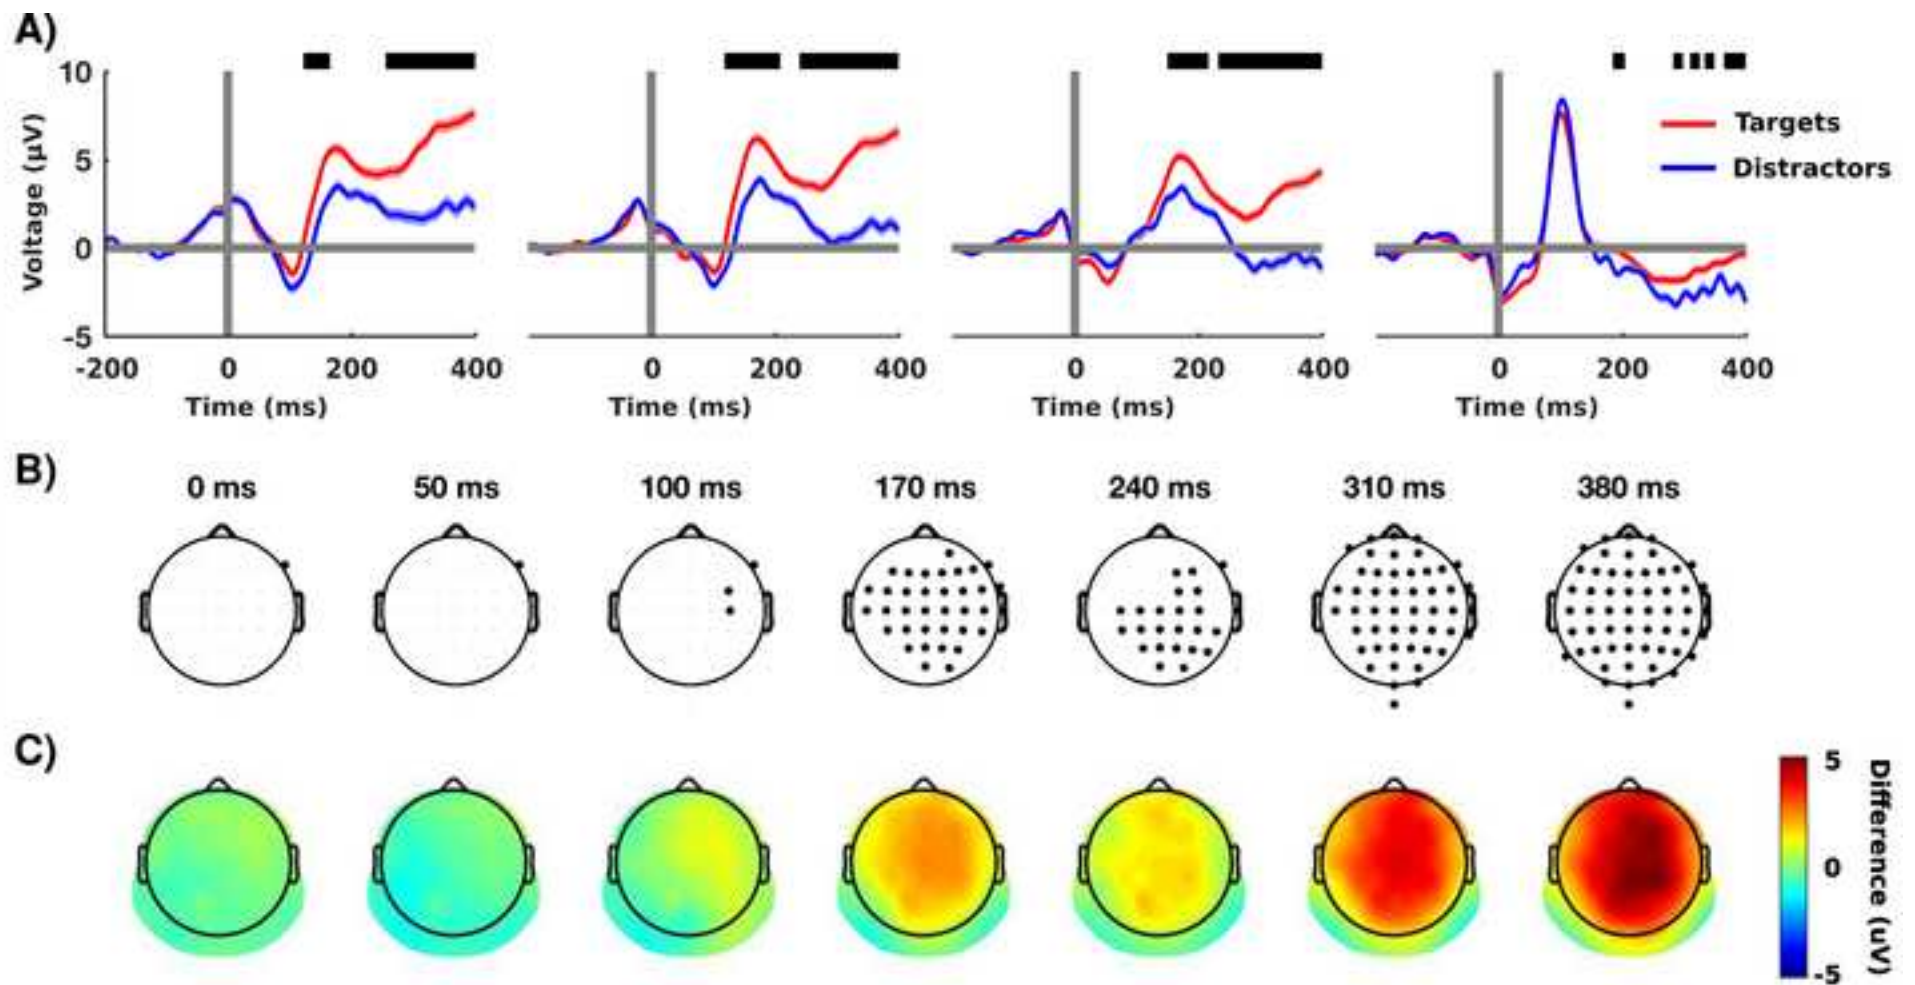 A)
10
5
0
-5
Voltage (µV)
-200 0 200 400
0 200 400
0 200 400
0 200 400
Time (ms)
Time (ms)
Time (ms)
Time (ms)
Targets
Distractors
B)
0 ms 50 ms 100 ms 170 ms 240 ms 310 ms 380 ms
C)
5
0
-5
Difference (uV)